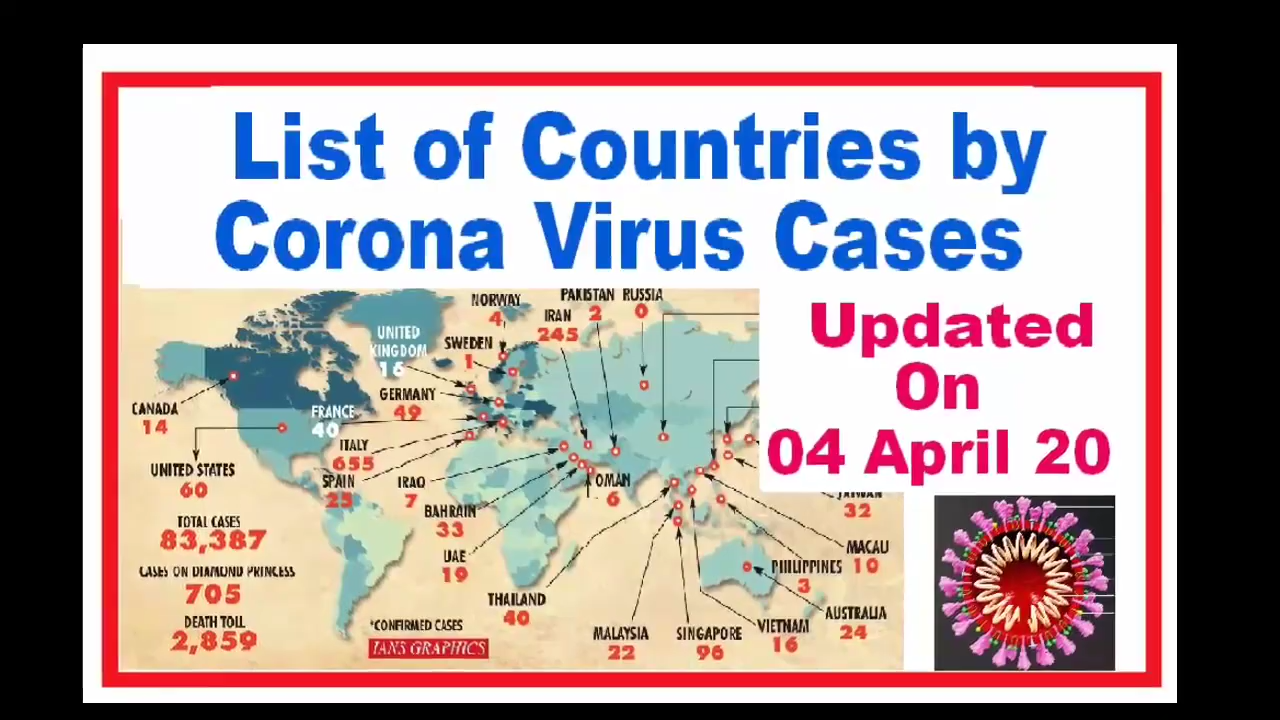 List of Countries by
Corona Virus Cases
Updated
On
04 April 20
NORWAY
4
PAKISTAN
2
RUSSIA
0
IRAN
245
SWEDEN
1
UNITED
KINGDOM
16
GERMANY
49
CANADA
14
FRANCE
40
ITALY
655
UNITED STATES
60
SPAIN
25
IRAQ
7
OMAN
6
BAHRAIN
33
TAIWAN
32
TOTAL CASES
83,387
UAE
19
MACAU
10
PHILIPPINES
3
CASES ON DIAMOND PRINCESS
705
THAILAND
40
AUSTRALIA
24
DEATH TOLL
2,859
*CONFIRMED CASES
IANS GRAPHICS
MALAYSIA
22
SINGAPORE
96
VIETNAM
16